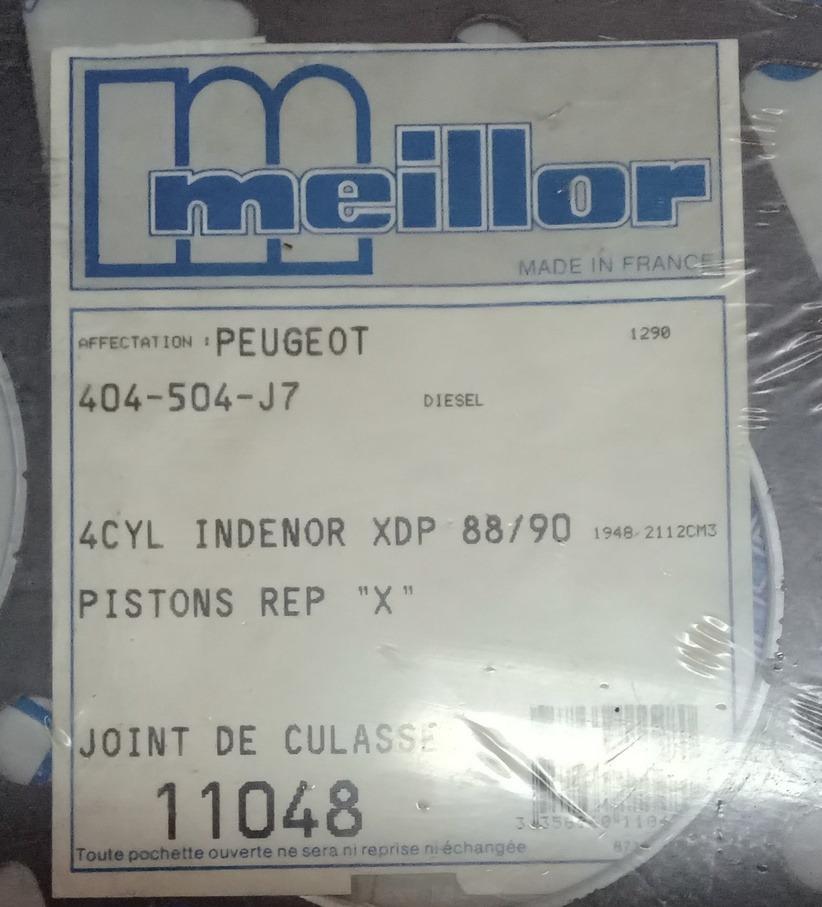 meillor
MADE IN FRANCE
AFFECTATION : PEUGEOT 1290
404-504-J7 DIESEL
4CYL INDENOR XDP 88/90 1948-2112CM3
PISTONS REP "X"
JOINT DE CULASSE
11048
Toute pochette ouverte ne sera ni reprise ni échangée